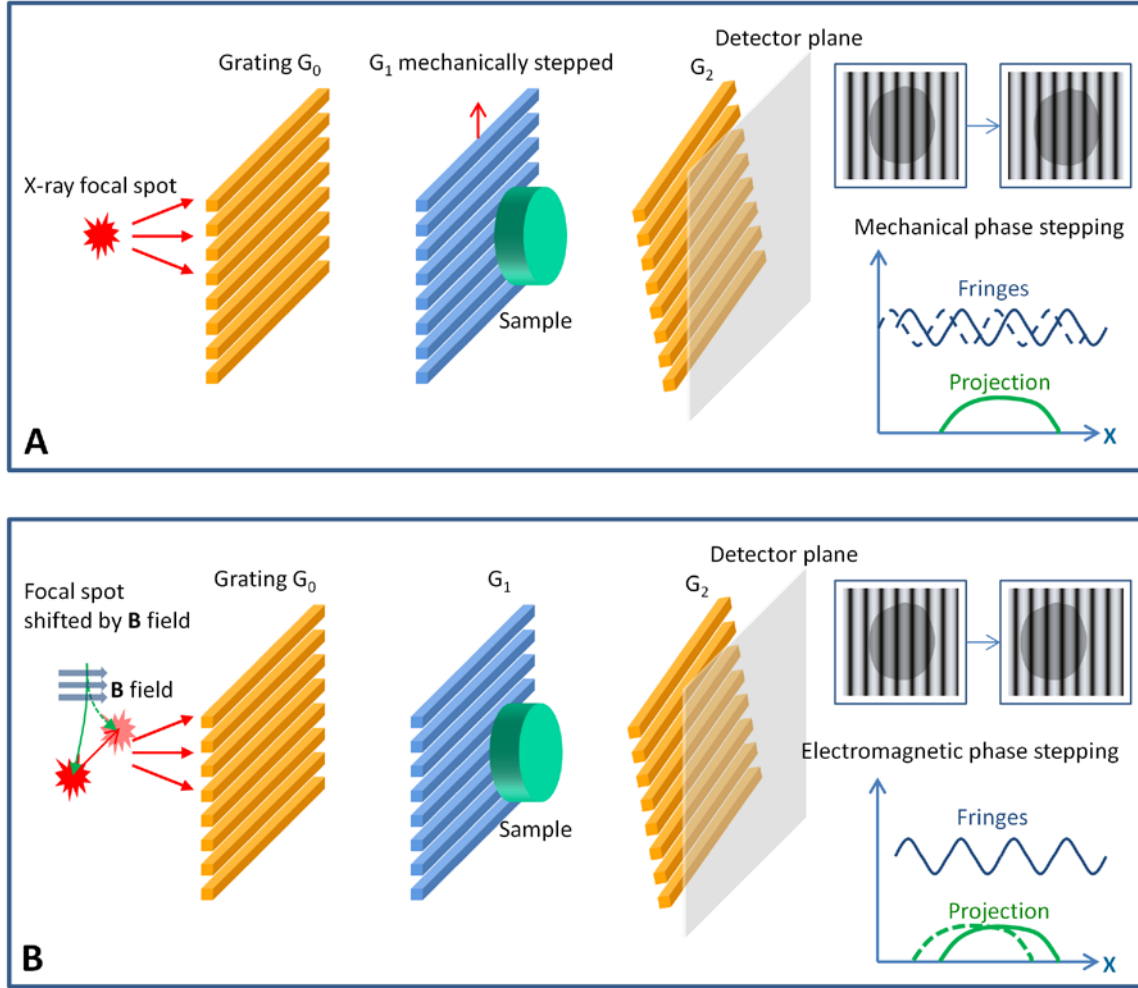 Detector plane
Grating G₀
G₁ mechanically stepped
G₂
X-ray focal spot
Sample
Mechanical phase stepping
Fringes
Projection
X
A
Detector plane
Grating G₀
G₁
G₂
Focal spot
shifted by B field
B field
Sample
Electromagnetic phase stepping
Fringes
Projection
X
B